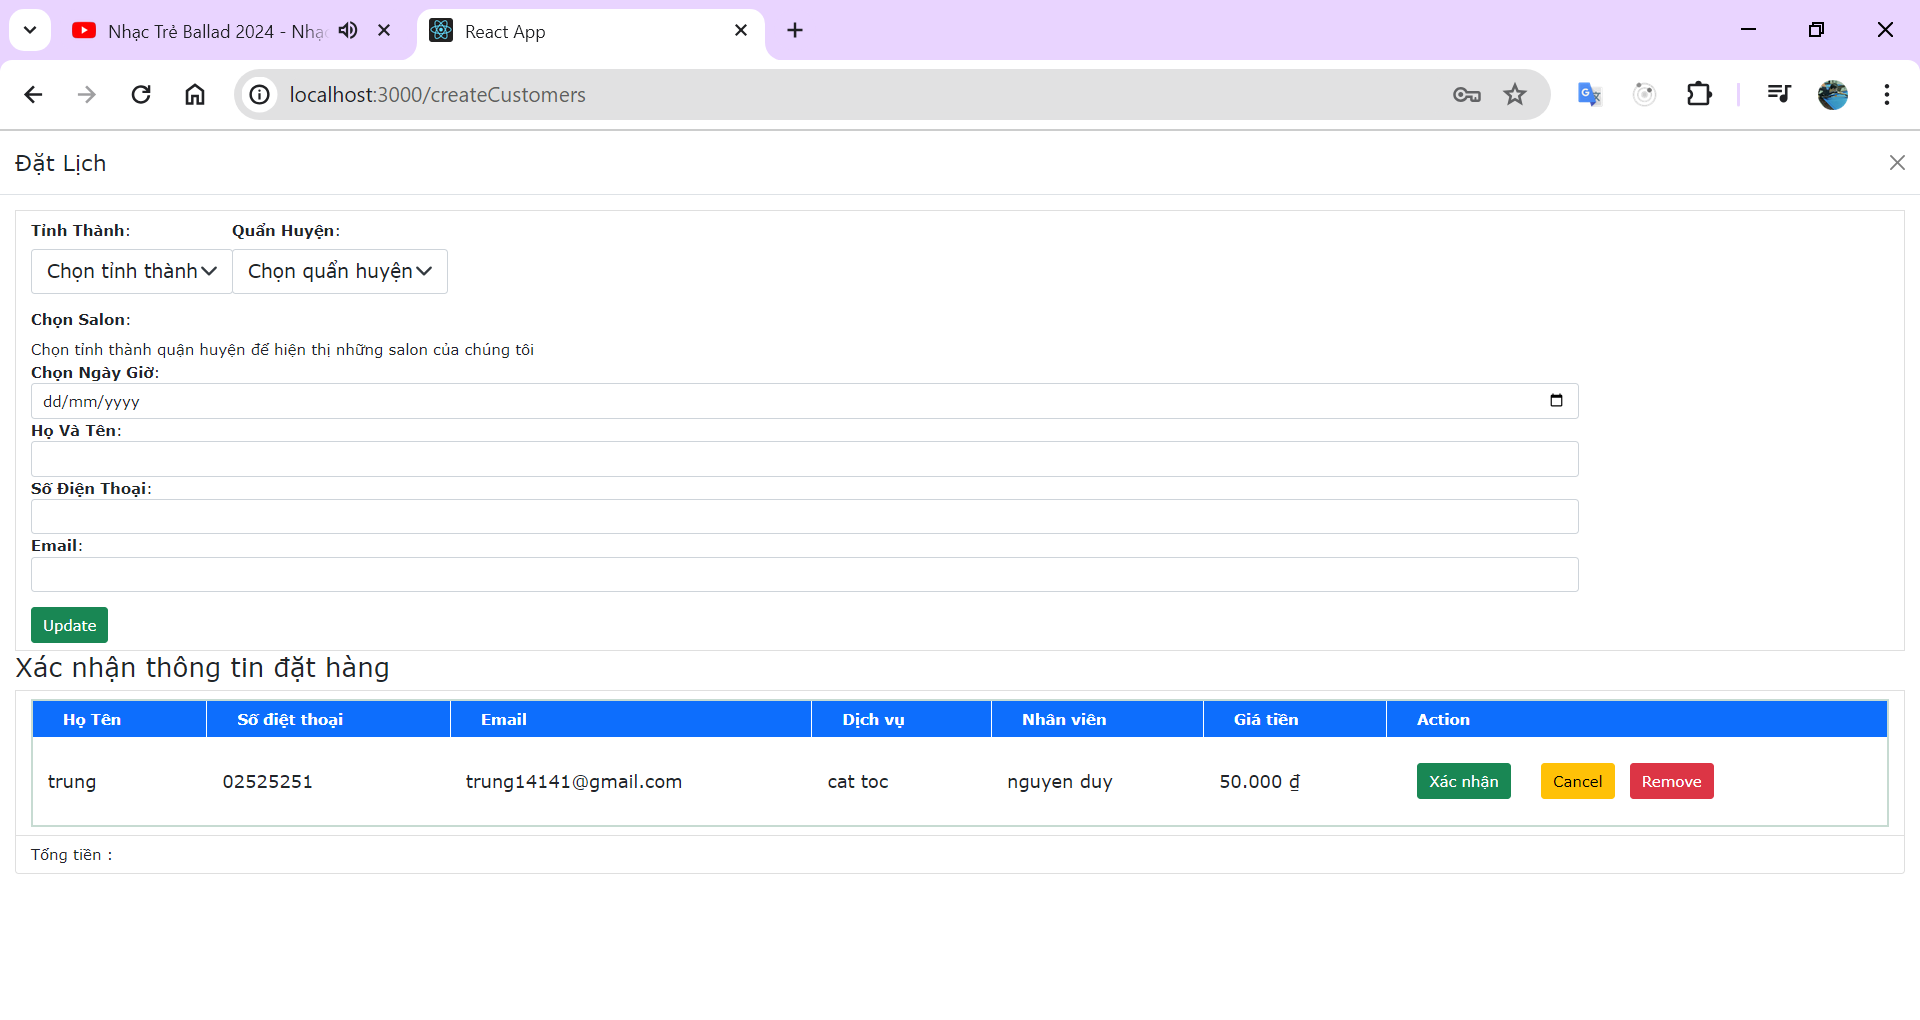 Nhạc Trẻ Ballad 2024 - Nhạc
React App
localhost:3000/createCustomers
Đặt Lịch
Tỉnh Thành:
Quẩn Huyện:
Chọn tỉnh thành
Chọn quẩn huyện
Chọn Salon:
Chọn tỉnh thành quận huyện để hiện thị những salon của chúng tôi
Chọn Ngày Giờ:
dd/mm/yyyy
Họ Và Tên:
Số Điện Thoại:
Email:
Update
Xác nhận thông tin đặt hàng
Họ Tên Số điệt thoại Email Dịch vụ Nhân viên Giá tiền Action
trung 02525251 trung14141@gmail.com cat toc nguyen duy 50.000 ₫ Xác nhận Cancel Remove
Tổng tiền :